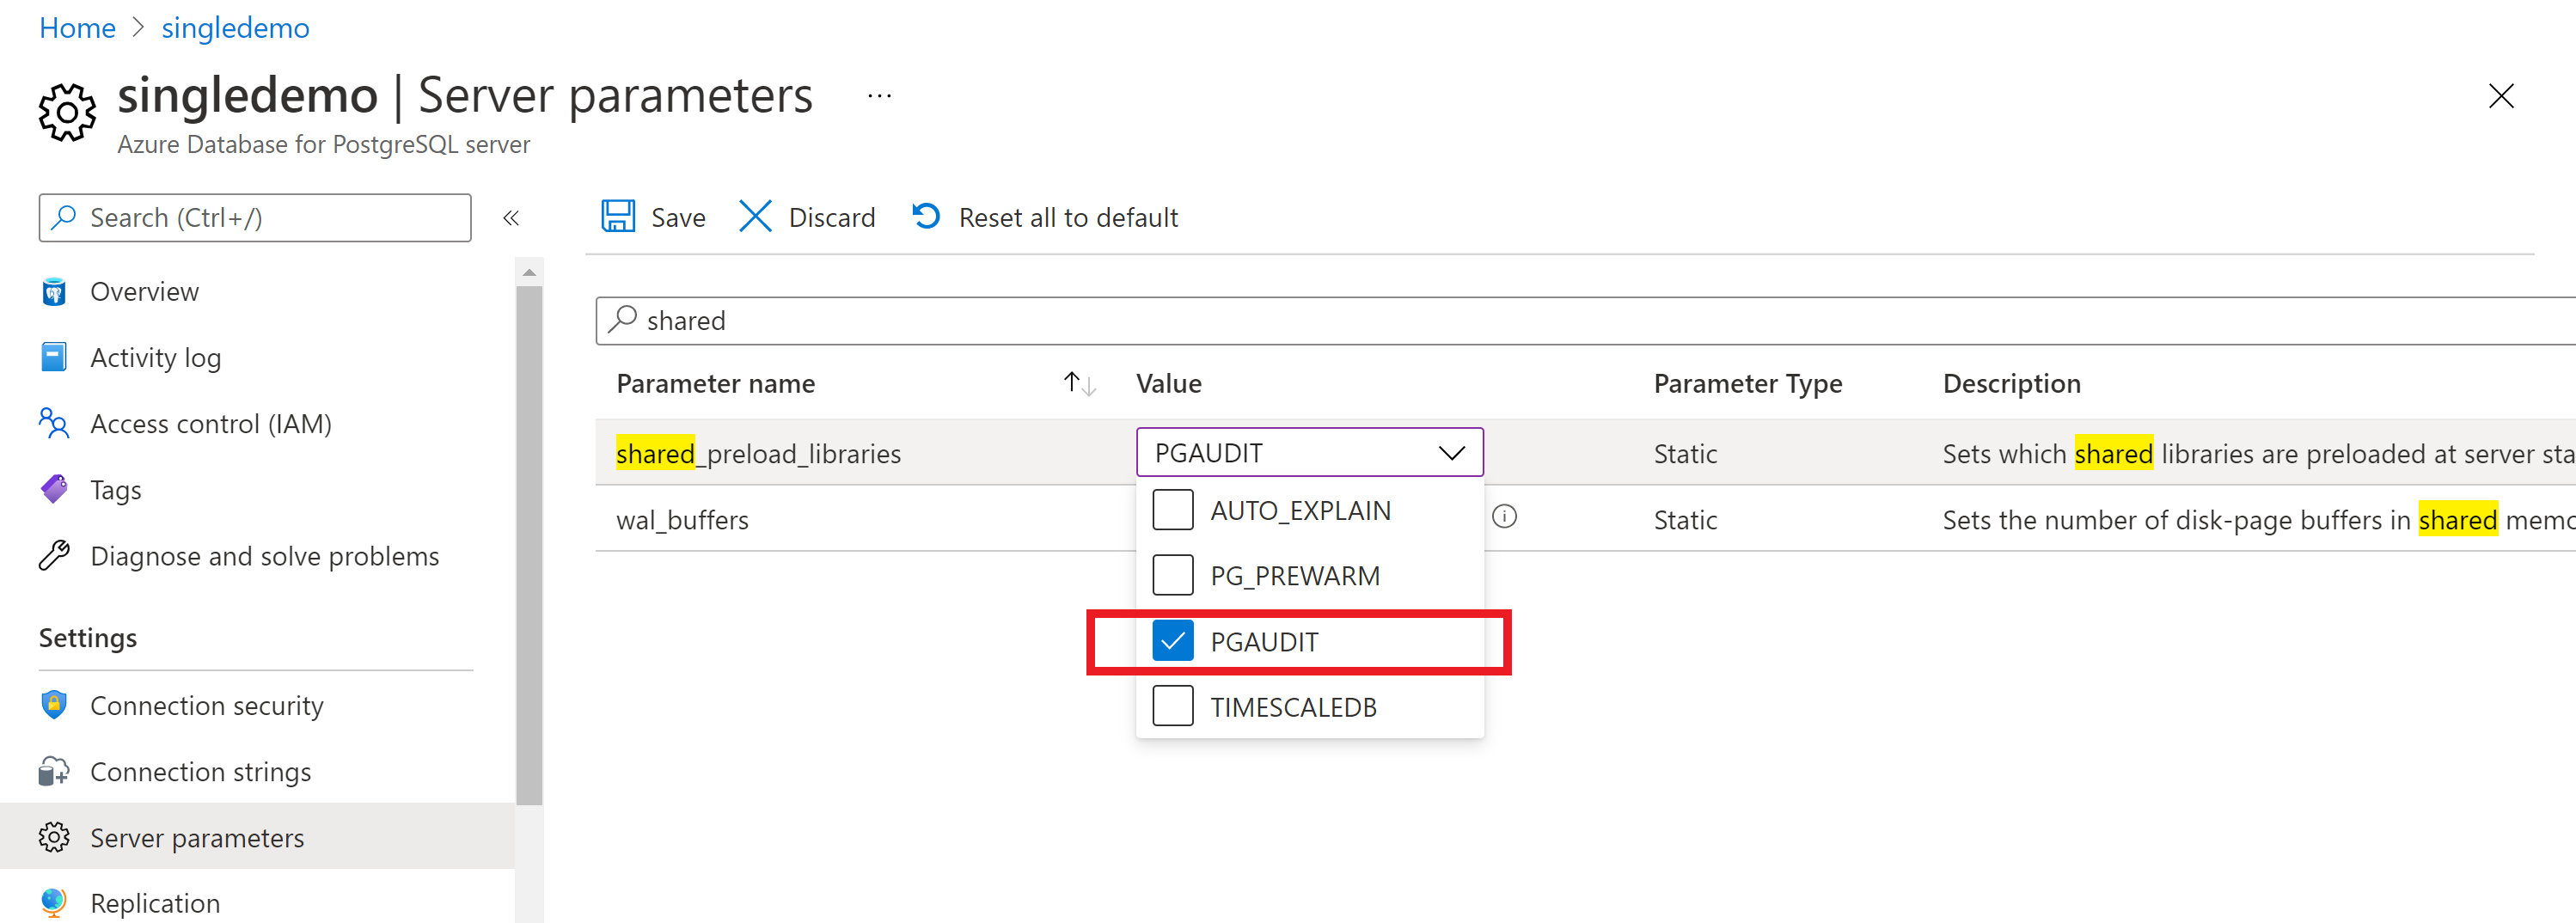 Home > singledemo
singledemo | Server parameters ...
Azure Database for PostgreSQL server
Search (Ctrl+/)
«
Save
Discard
Reset all to default
Overview
Activity log
Access control (IAM)
Tags
Diagnose and solve problems
Settings
Connection security
Connection strings
Server parameters
Replication
shared
Parameter name ↑↓ Value Parameter Type Description
shared_preload_libraries PGAUDIT Static Sets which shared libraries are preloaded at server sta
AUTO_EXPLAIN
wal_buffers Static Sets the number of disk-page buffers in shared memo
PG_PREWARM
PGAUDIT
TIMESCALEDB